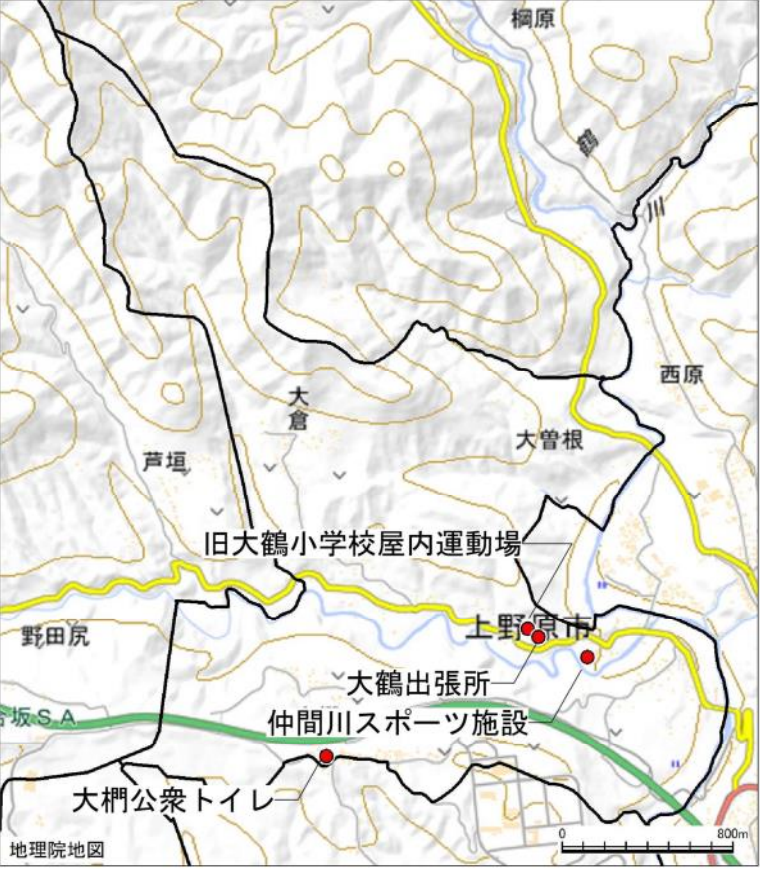 棡原
鶴
川
西原
大倉
大曽根
芦垣
旧大鶴小学校屋内運動場
上野原市
野田尻
大鶴出張所
仲間川スポーツ施設
合坂SA
大椚公衆トイレ
0 800m
地理院地図